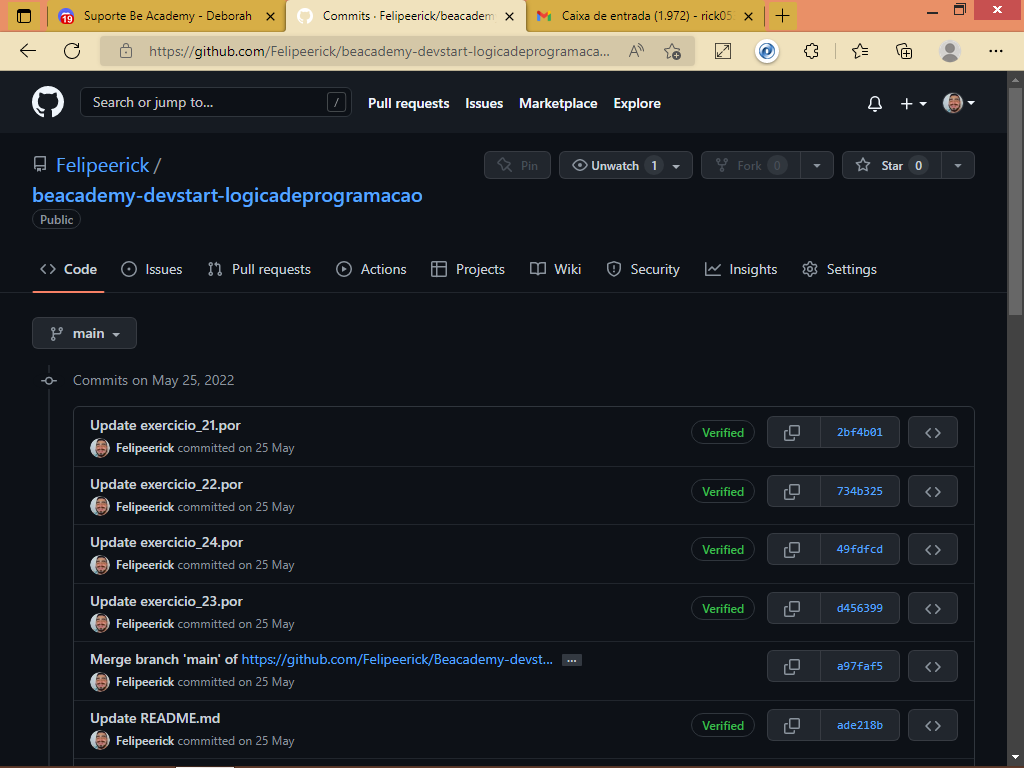 19 Suporte Be Academy - Deborah
Commits · Felipeerick/beacadem
Caixa de entrada (1.972) - rick05
https://github.com/Felipeerick/beacademy-devstart-logicadeprogramaca...
Search or jump to...
/
Pull requests Issues Marketplace Explore
Felipeerick /
beacademy-devstart-logicadeprogramacao
Public
Pin
Unwatch 1
Fork 0
Star 0
Code Issues Pull requests Actions Projects Wiki Security Insights Settings
main
Commits on May 25, 2022
Update exercicio_21.por
Felipeerick committed on 25 May
Verified 2bf4b01
Update exercicio_22.por
Felipeerick committed on 25 May
Verified 734b325
Update exercicio_24.por
Felipeerick committed on 25 May
Verified 49fdfcd
Update exercicio_23.por
Felipeerick committed on 25 May
Verified d456399
Merge branch 'main' of https://github.com/Felipeerick/Beacademy-devst... ...
Felipeerick committed on 25 May
a97faf5
Update README.md
Felipeerick committed on 25 May
Verified ade218b